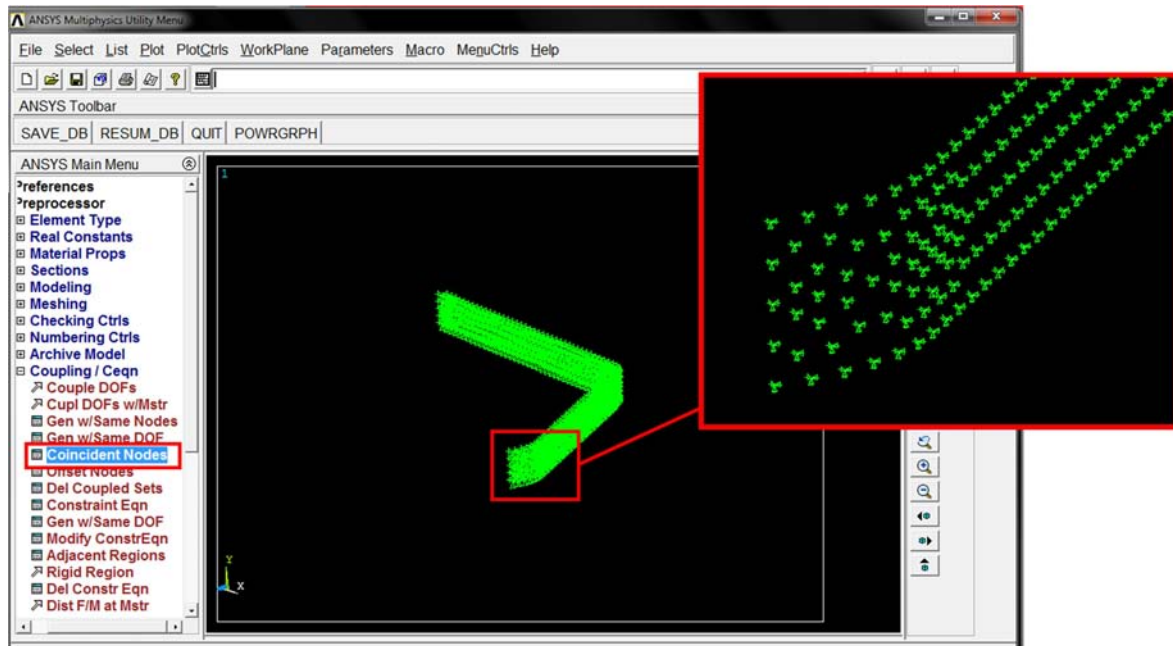 ANSYS Multiphysics Utility Menu
File Select List Plot PlotCtrls WorkPlane Parameters Macro MenuCtrls Help
ANSYS Toolbar
SAVE_DB RESUM_DB QUIT POWRGRPH
ANSYS Main Menu
Preferences
Preprocessor
Element Type
Real Constants
Material Props
Sections
Modeling
Meshing
Checking Ctrls
Numbering Ctrls
Archive Model
Coupling / Ceqn
Couple DOFs
Cupl DOFs w/Mstr
Gen w/Same Nodes
Gen w/Same DOF
Coincident Nodes
Offset Nodes
Del Coupled Sets
Constraint Eqn
Gen w/Same DOF
Modify ConstrEqn
Adjacent Regions
Rigid Region
Del Constr Eqn
Dist F/M at Mstr
1
Y
X